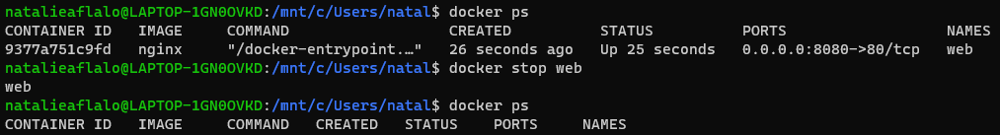 natalieaflalo@LAPTOP-1GN0OVKD:/mnt/c/Users/natal$ docker ps
CONTAINER ID   IMAGE     COMMAND                  CREATED          STATUS          PORTS                  NAMES
9377a751c9fd   nginx     "/docker-entrypoint.…"   26 seconds ago   Up 25 seconds   0.0.0.0:8080->80/tcp   web
natalieaflalo@LAPTOP-1GN0OVKD:/mnt/c/Users/natal$ docker stop web
web
natalieaflalo@LAPTOP-1GN0OVKD:/mnt/c/Users/natal$ docker ps
CONTAINER ID   IMAGE     COMMAND   CREATED   STATUS    PORTS     NAMES